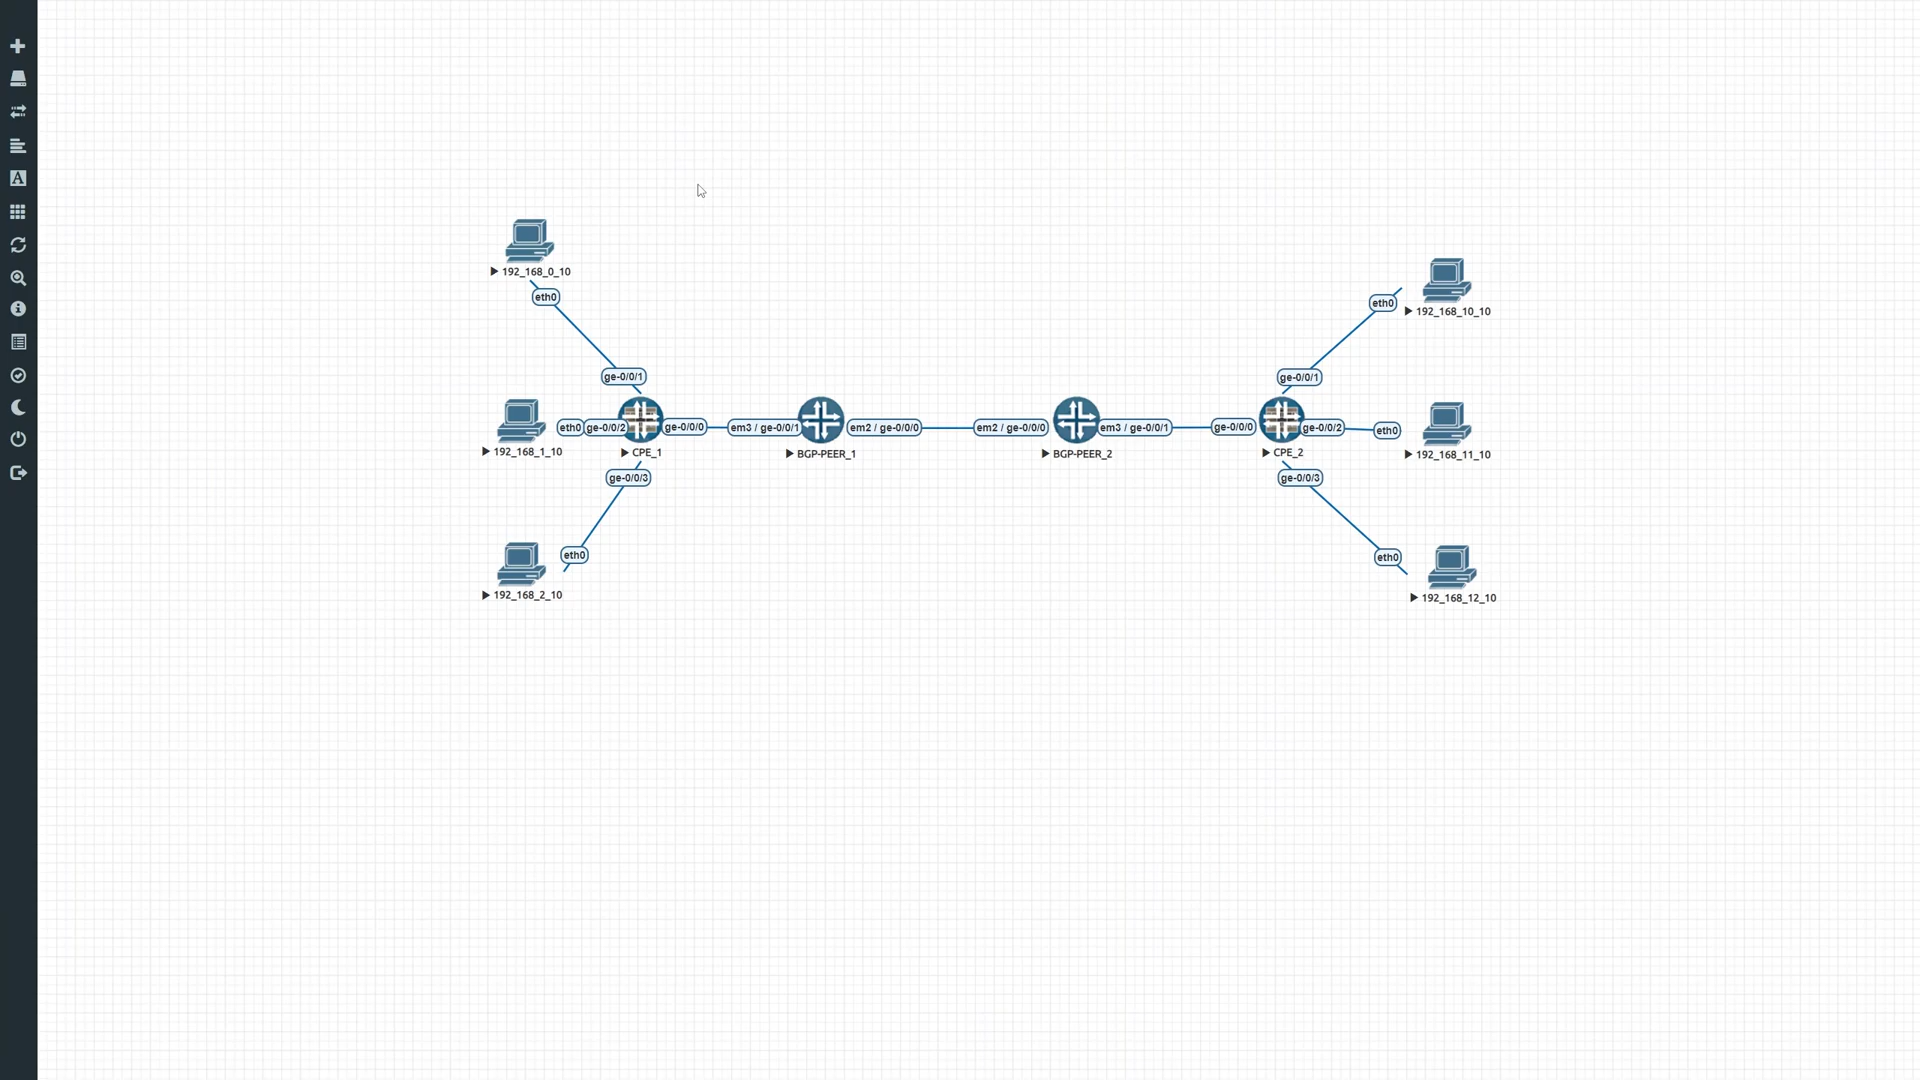 192_168_0_10
eth0
ge-0/0/1
192_168_10_10
eth0
ge-0/0/1
192_168_1_10
eth0
ge-0/0/2
CPE_1
ge-0/0/0
em3 / ge-0/0/1
BGP-PEER_1
em2 / ge-0/0/0
em2 / ge-0/0/0
BGP-PEER_2
em3 / ge-0/0/1
ge-0/0/0
CPE_2
ge-0/0/2
eth0
192_168_11_10
ge-0/0/3
eth0
192_168_2_10
ge-0/0/3
eth0
192_168_12_10